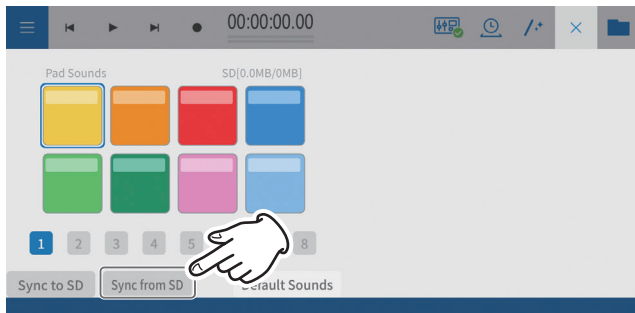 00:00:00.00
Pad Sounds SD[0.0MB/0MB]
1 2 3 4 5 8
Sync to SD Sync from SD Default Sounds